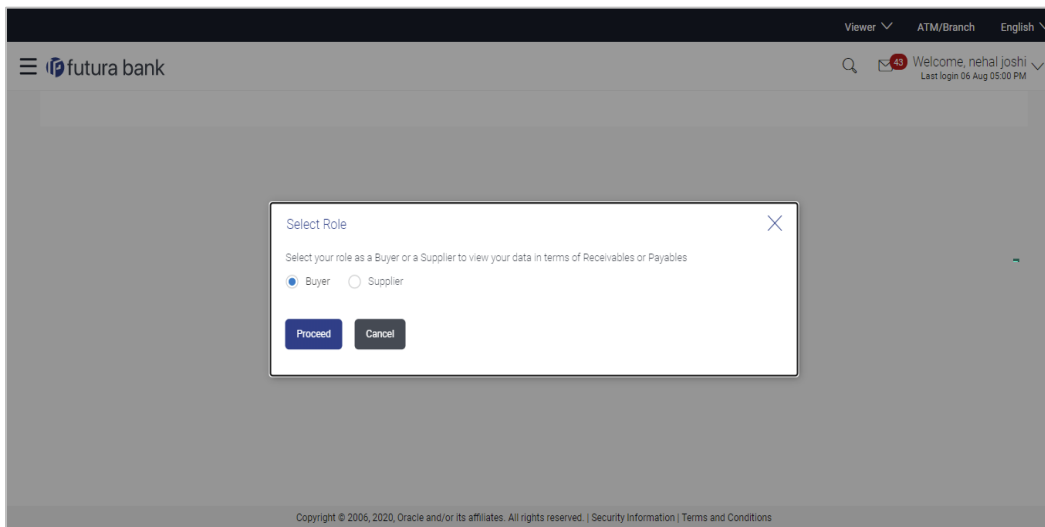 Viewer ATM/Branch English
futura bank
43 Welcome, nehal joshi
Last login 06 Aug 05:00 PM
Select Role
Select your role as a Buyer or a Supplier to view your data in terms of Receivables or Payables
Buyer Supplier
Proceed Cancel
Copyright © 2006, 2020, Oracle and/or its affiliates. All rights reserved. | Security Information | Terms and Conditions